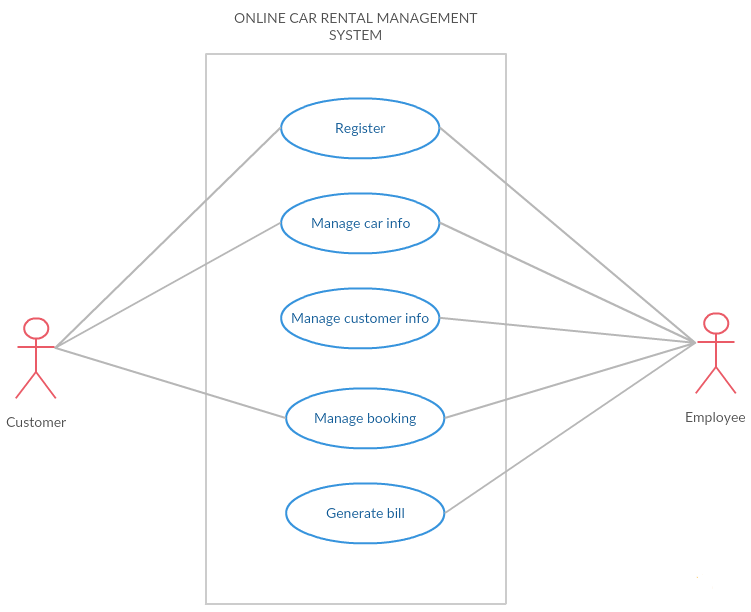 ONLINE CAR RENTAL MANAGEMENT
SYSTEM
Register
Manage car info
Manage customer info
Manage booking
Generate bill
Customer
Employee